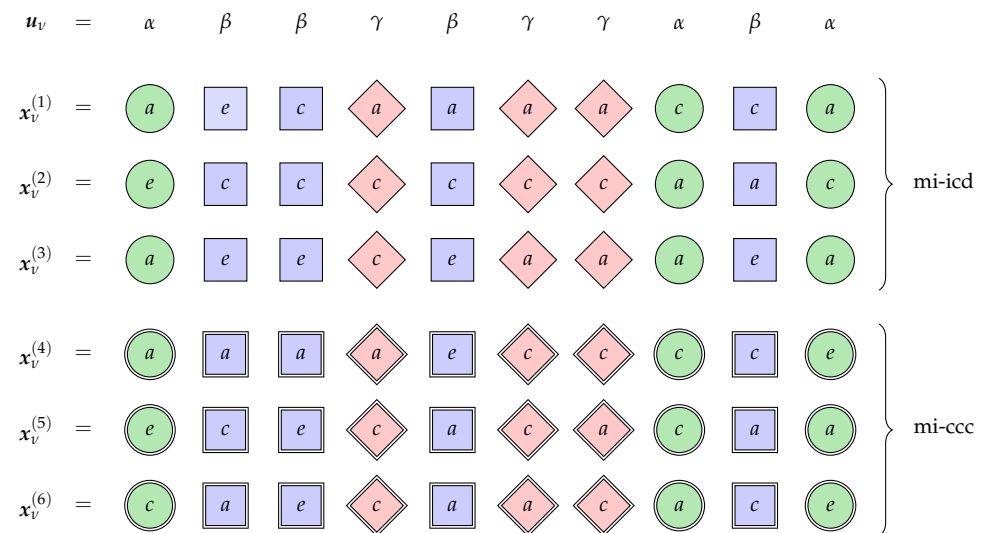 u_ν = α β β γ β γ γ α β α
x_ν^(1) = a e c a a a a c c a
x_ν^(2) = e c c c c c c a a c
mi-icd
x_ν^(3) = a e e c e a a a e a
x_ν^(4) = a a a a e c c c c e
x_ν^(5) = e c e c a c a c a a
mi-ccc
x_ν^(6) = c a e c a a c a c e